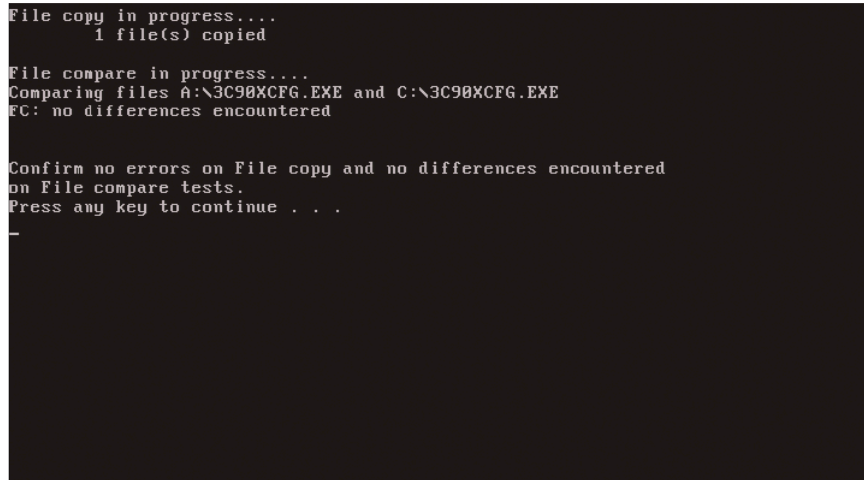 File copy in progress....
1 file(s) copied
File compare in progress....
Comparing files A:\3C90XCFG.EXE and C:\3C90XCFG.EXE
FC: no differences encountered
Confirm no errors on File copy and no differences encountered
on File compare tests.
Press any key to continue . . .
_